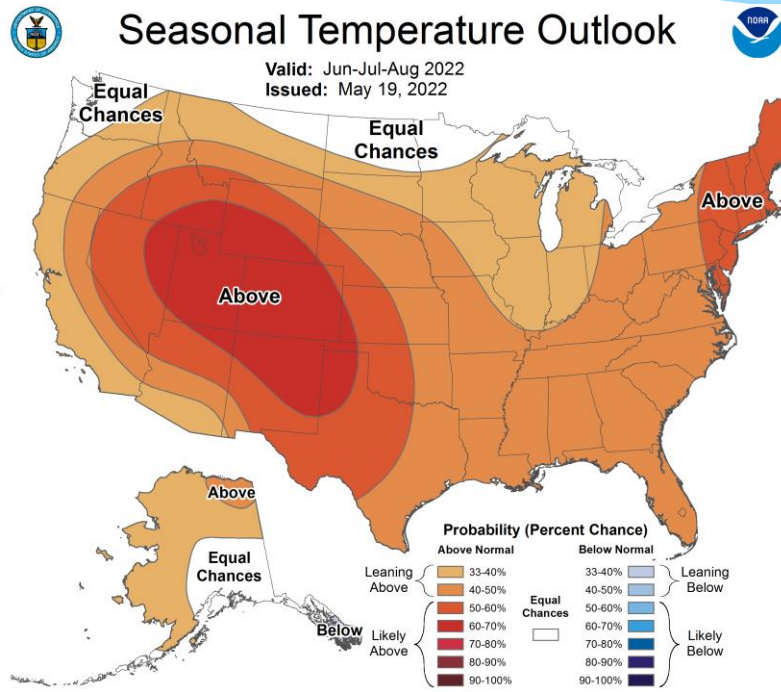 Seasonal Temperature Outlook
NOAA
Valid: Jun-Jul-Aug 2022
Issued: May 19, 2022
Equal
Chances
Equal
Chances
Above
Above
Above
Equal
Chances
Below
Probability (Percent Chance)
Above Normal
Below Normal
Leaning
Above
33-40%
40-50%
Likely
Above
50-60%
60-70%
70-80%
80-90%
90-100%
Equal
Chances
33-40%
40-50%
Leaning
Below
50-60%
60-70%
70-80%
80-90%
90-100%
Likely
Below